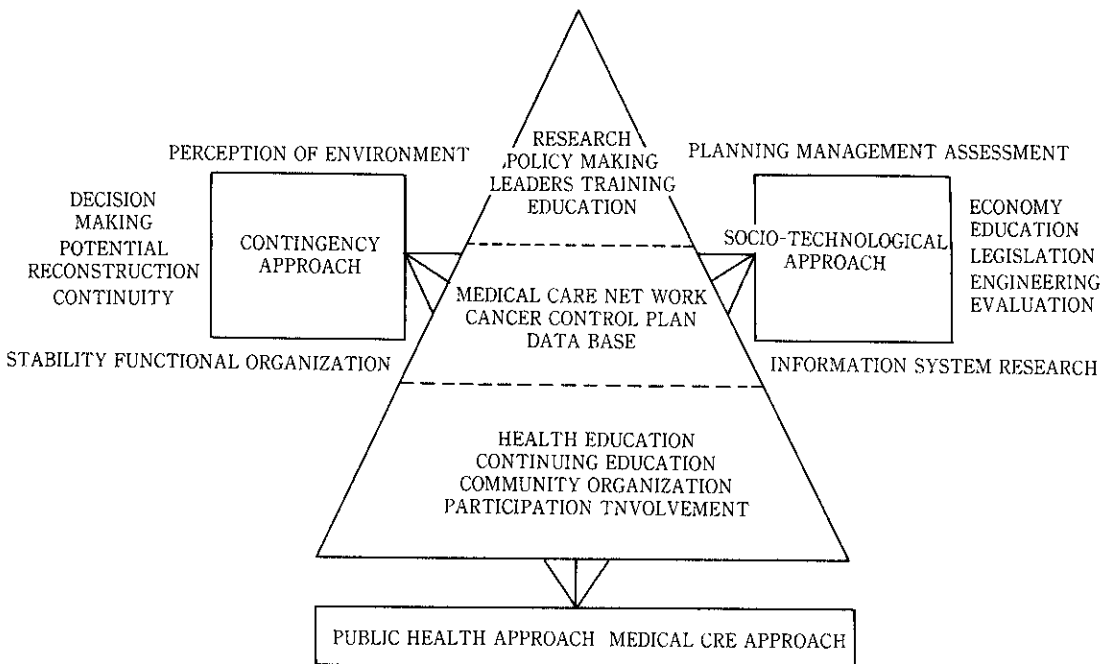 RESEARCH
POLICY MAKING
LEADERS TRAINING
EDUCATION
PERCEPTION OF ENVIRONMENT
DECISION
MAKING
POTENTIAL
RECONSTRUCTION
CONTINUITY
CONTINGENCY
APPROACH
STABILITY FUNCTIONAL ORGANIZATION
MEDICAL CARE NET WORK
CANCER CONTROL PLAN
DATA BASE
PLANNING MANAGEMENT ASSESSMENT
SOCIO-TECHNOLOGICAL
APPROACH
ECONOMY
EDUCATION
LEGISLATION
ENGINEERING
EVALUATION
INFORMATION SYSTEM RESEARCH
HEALTH EDUCATION
CONTINUING EDUCATION
COMMUNITY ORGANIZATION
PARTICIPATION TNVOLVEMENT
PUBLIC HEALTH APPROACH MEDICAL CRE APPROACH